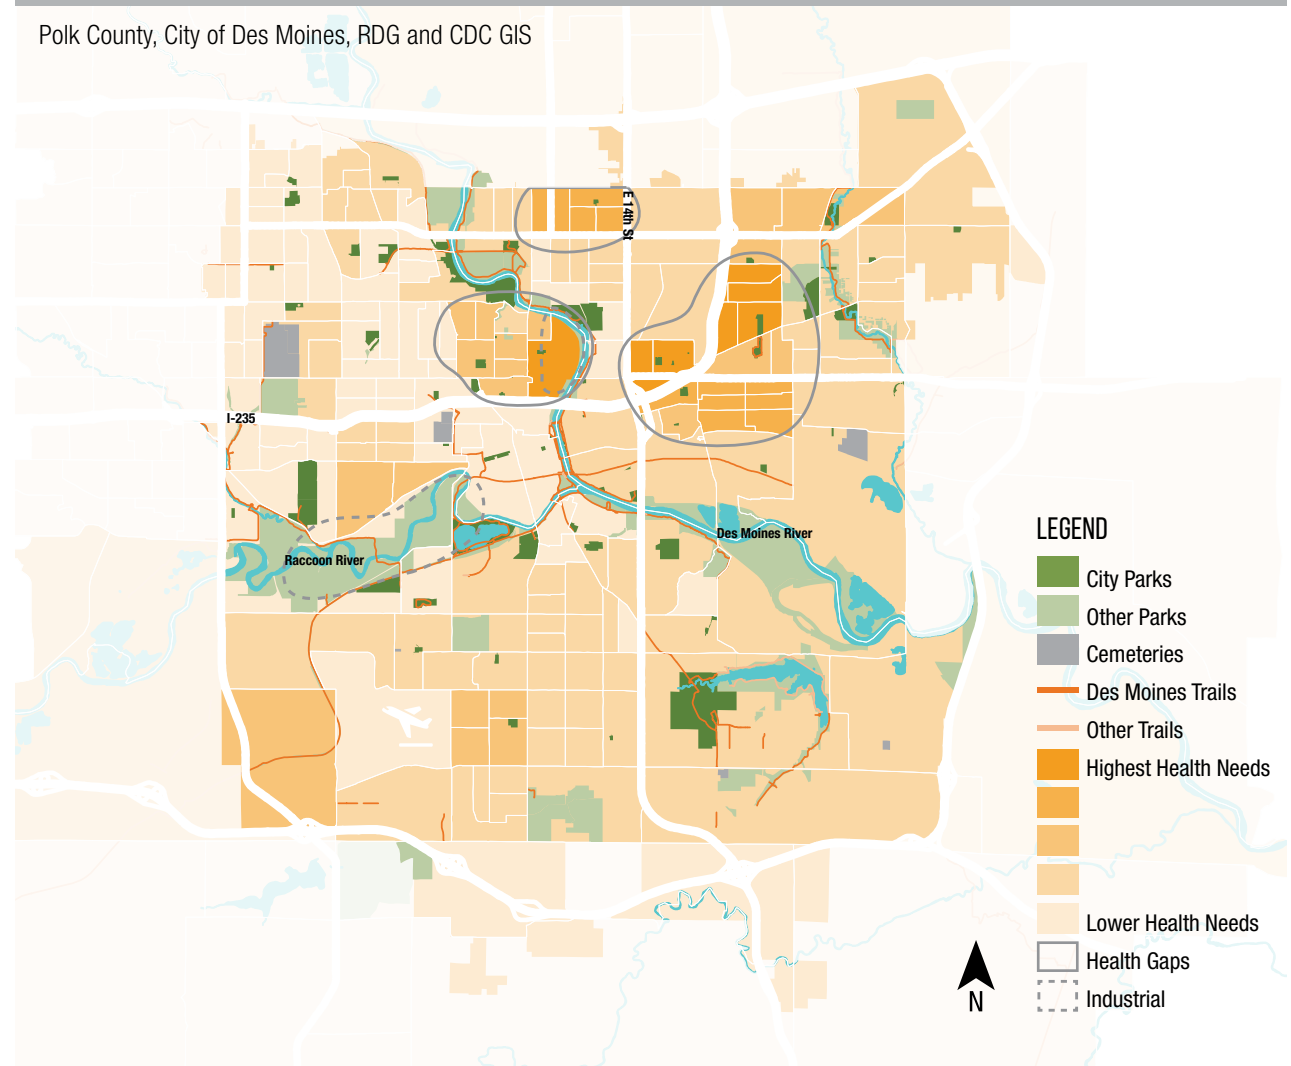 Polk County, City of Des Moines, RDG and CDC GIS
E 14th St
I-235
Raccoon River
Des Moines River
LEGEND
City Parks
Other Parks
Cemeteries
Des Moines Trails
Other Trails
Highest Health Needs
Lower Health Needs
Health Gaps
Industrial
N